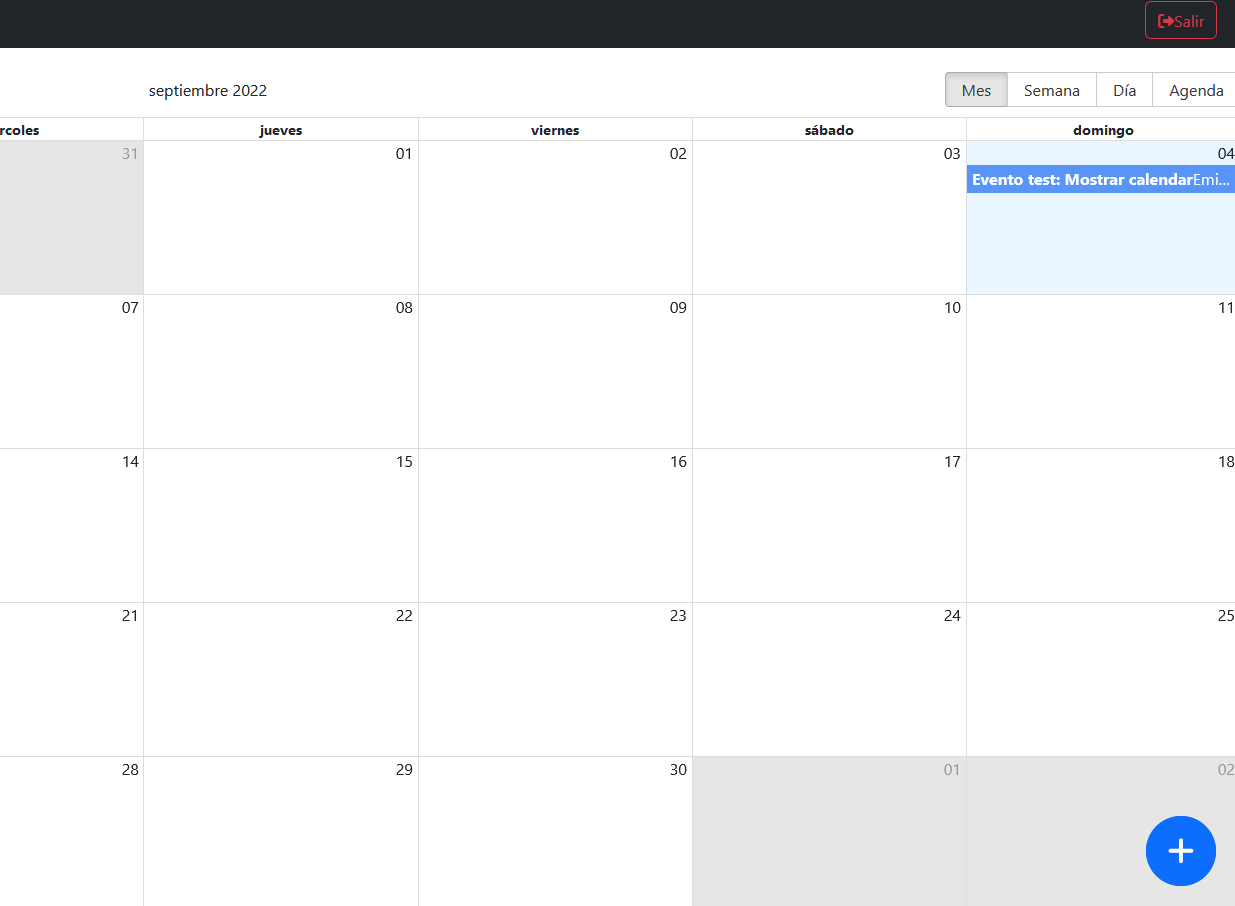 Salir
septiembre 2022
Mes Semana Día Agenda
rcoles jueves viernes sábado domingo
31 01 02 03 04
Evento test: Mostrar calendarEmi...
07 08 09 10 11
14 15 16 17 18
21 22 23 24 25
28 29 30 01 02